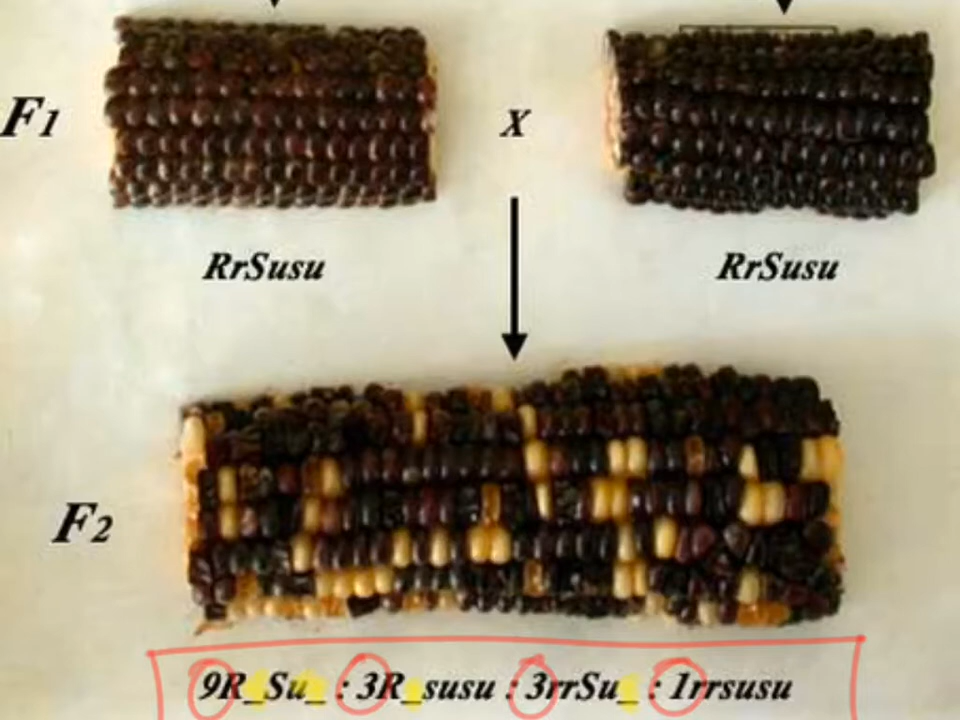 F1
X
RrSusu
RrSusu
F2
9R_Su_ : 3R_susu : 3rrSu_ : 1rrsusu